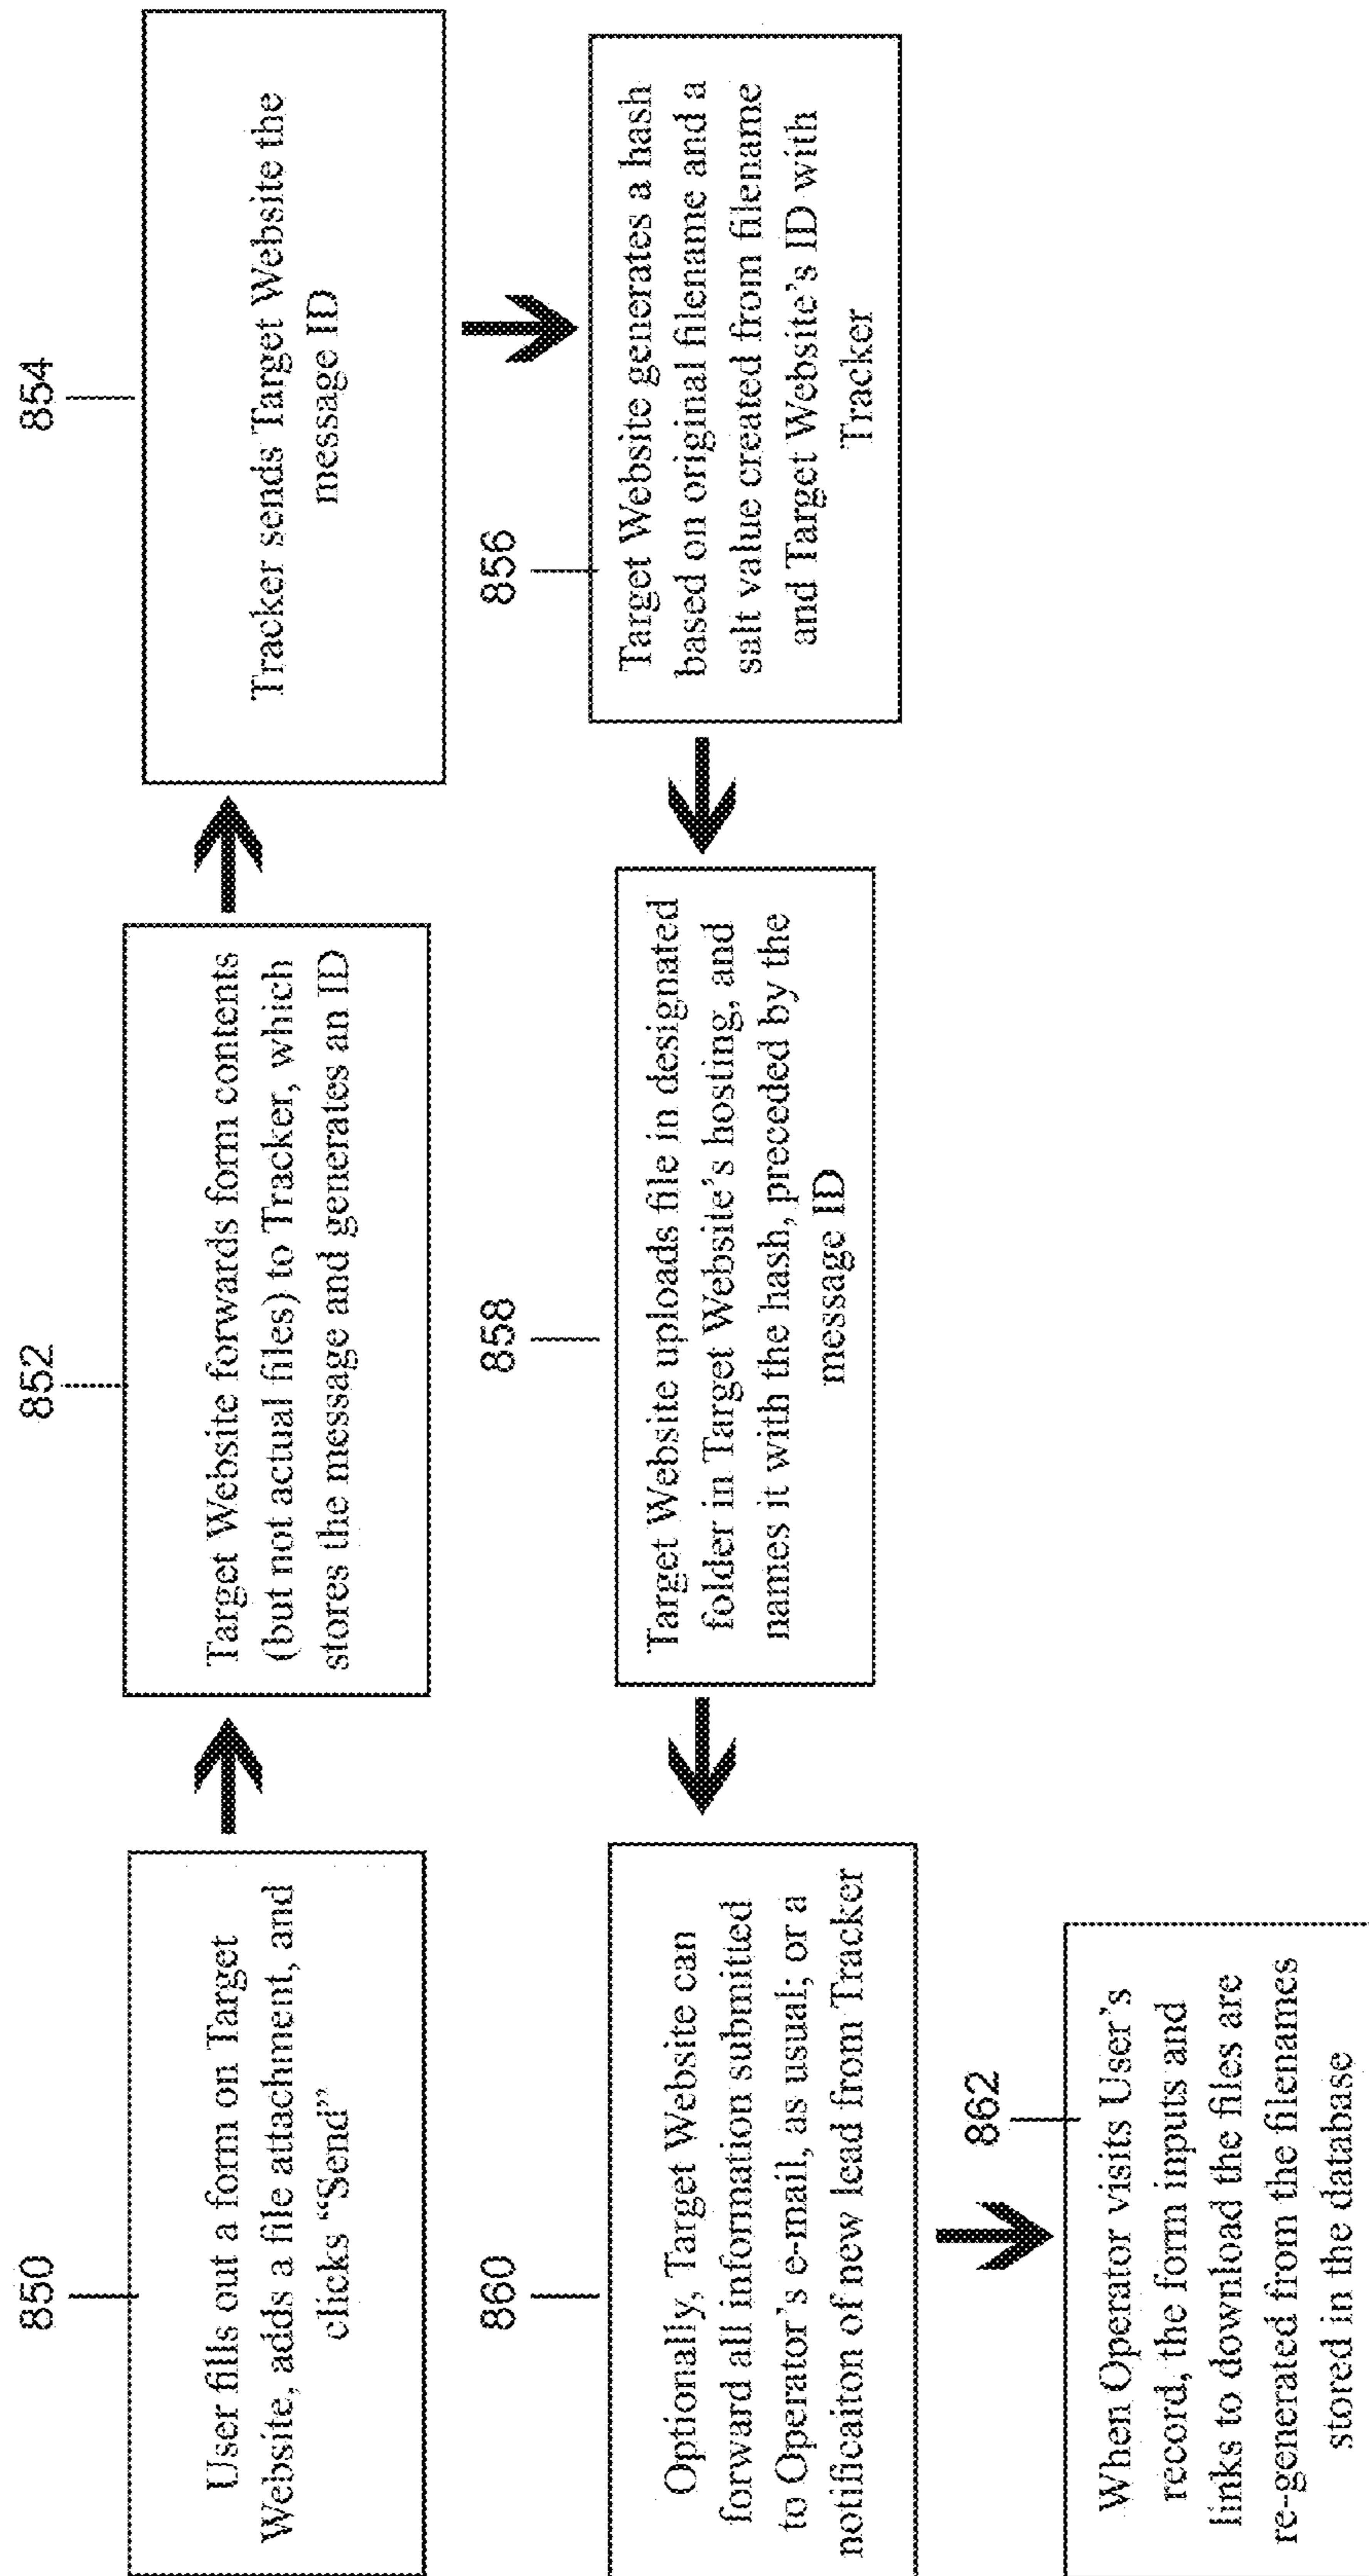 850
User fills out a form on Target
Website, adds a file attachment, and
clicks “Send”
852
Target Website forwards form contents
(but not actual files) to Tracker, which
stores the message and generates an ID
854
Tracker sends Target Website the
message ID
856
Target Website generates a hash
based on original filename and a
salt value created from filename
and Target Website's ID with
Tracker
858
Target Website uploads file in designated
folder in Target Website's hosting, and
names it with the hash, preceded by the
message ID
860
Optionally, Target Website can
forward all information submitted
to Operator's e-mail, as usual; or a
notificaiton of new lead from Tracker
862
When Operator visits User's
record, the form inputs and
links to download the files are
re-generated from the filenames
stored in the database